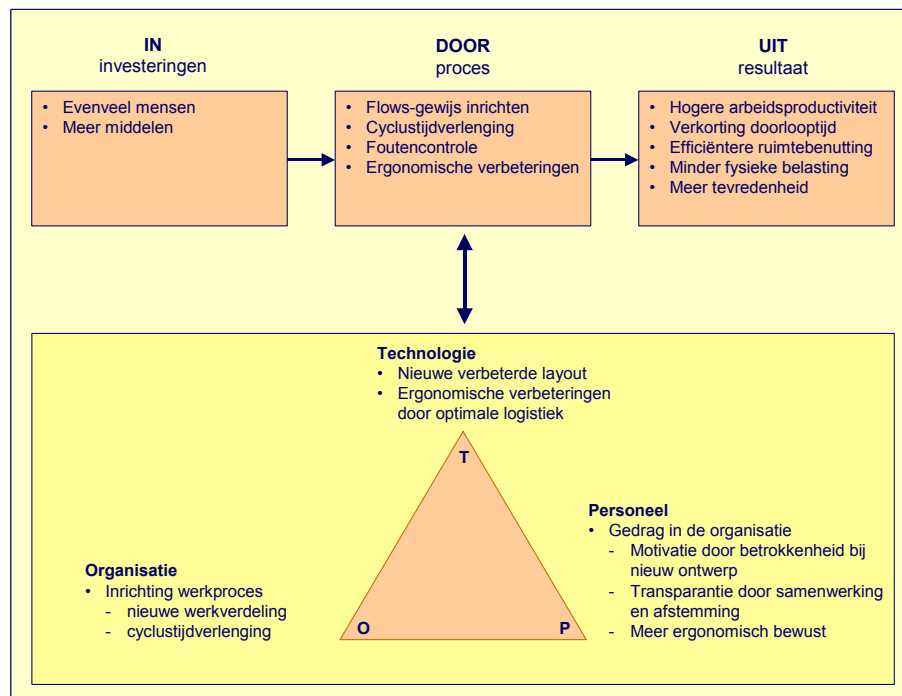 IN
investeringen
• Evenveel mensen
• Meer middelen
DOOR
proces
• Flows-gewijs inrichten
• Cyclustijdverlenging
• Foutencontrole
• Ergonomische verbeteringen
UIT
resultaat
• Hogere arbeidsproductiviteit
• Verkorting doorlooptijd
• Efficiëntere ruimtebenutting
• Minder fysieke belasting
• Meer tevredenheid
Technologie
• Nieuwe verbeterde layout
• Ergonomische verbeteringen
door optimale logistiek
T
Organisatie
• Inrichting werkproces
- nieuwe werkverdeling
- cyclustijdverlenging
O
P
Personeel
• Gedrag in de organisatie
- Motivatie door betrokkenheid bij
nieuw ontwerp
- Transparantie door samenwerking
en afstemming
- Meer ergonomisch bewust